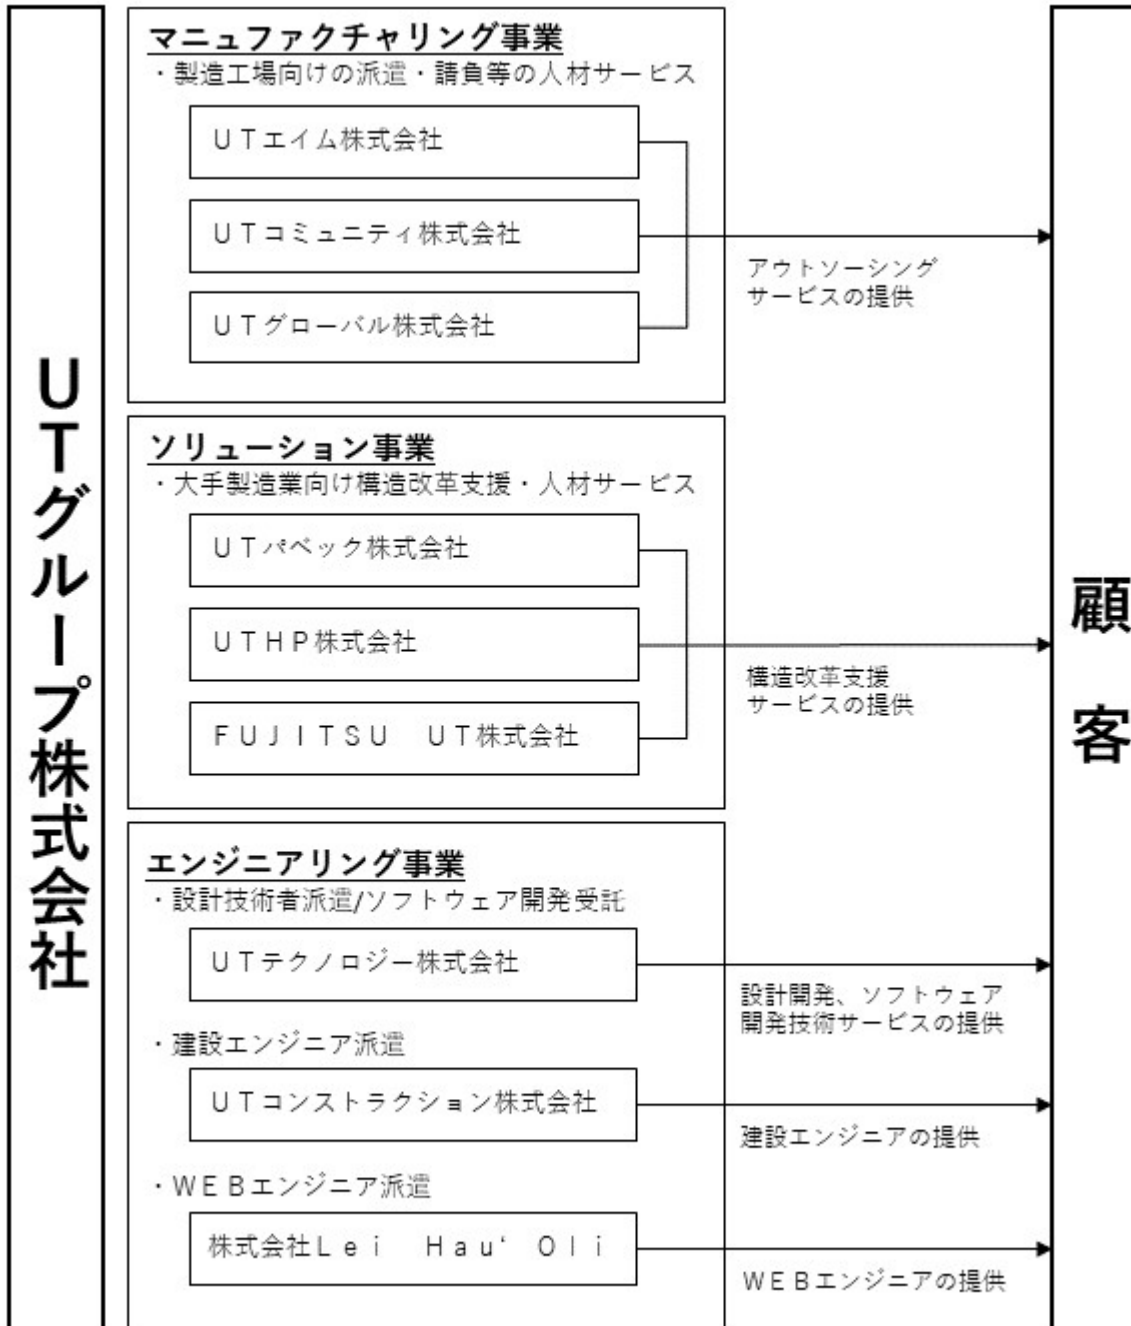 UTグループ株式会社
マニュファクチャリング事業
・製造工場向けの派遣・請負等の人材サービス
UTエイム株式会社
UTコミュニティ株式会社
UTグローバル株式会社
アウトソーシング
サービスの提供
ソリューション事業
・大手製造業向け構造改革支援・人材サービス
UTパベック株式会社
UTHP株式会社
FUJITSU UT株式会社
構造改革支援
サービスの提供
エンジニアリング事業
・設計技術者派遣/ソフトウェア開発受託
UTテクノロジー株式会社
設計開発、ソフトウェア
開発技術サービスの提供
・建設エンジニア派遣
UTコンストラクション株式会社
建設エンジニアの提供
・WEBエンジニア派遣
株式会社Lei Hau‘Oli
WEBエンジニアの提供
顧客